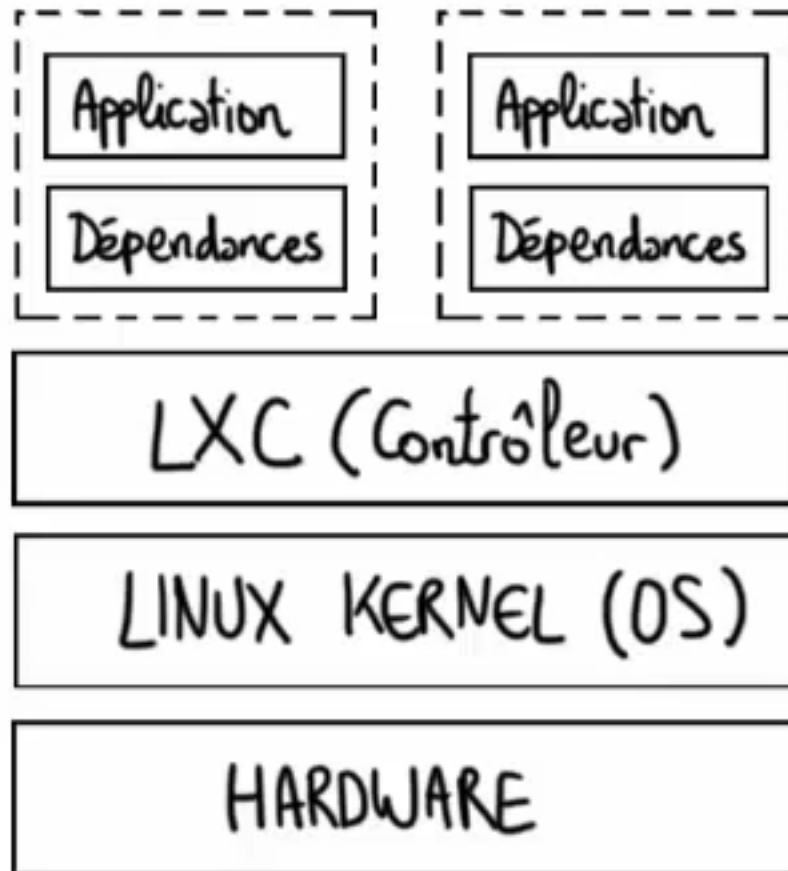 Application Application
Dépendances Dépendances
LXC (Contrôleur)
LINUX KERNEL (OS)
HARDWARE